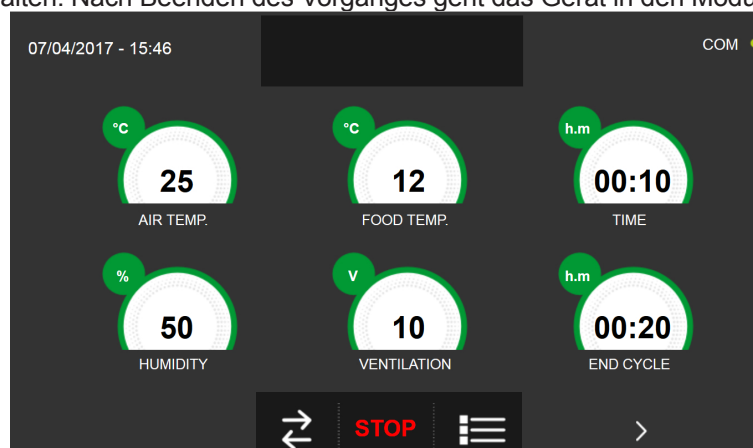 alten. Nach Beenden des Vorganges geht das Gerät in den Modu
07/04/2017 - 15:46
COM
°C
°C
h.m
25
12
00:10
AIR TEMP.
FOOD TEMP.
TIME
%
V
h.m
50
10
00:20
HUMIDITY
VENTILATION
END CYCLE
STOP